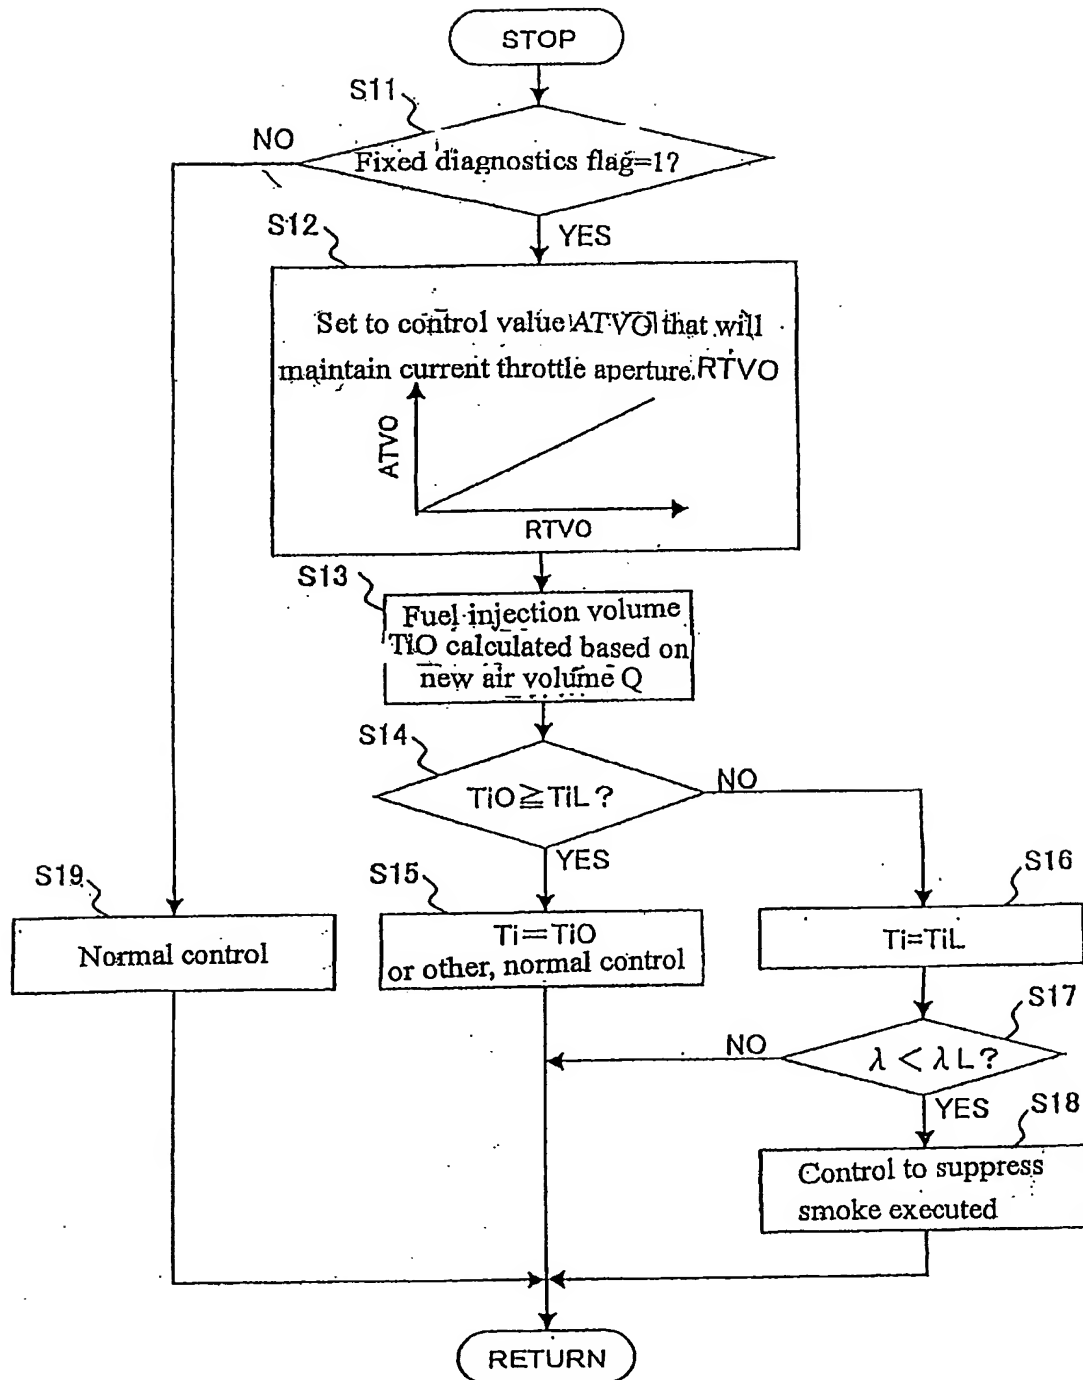 STOP
S11
NO
Fixed diagnostics flag=1?
S12
YES
Set to control value ATVO that will
maintain current throttle aperture.RTVO
ATVO
RTVO
S13
Fuel injection volume
TiO calculated based on
new air volume Q
S14
TiO≧TiL?
NO
YES
S19
S15
S16
Normal control
Ti=TiO
or other, normal control
Ti=TiL
S17
NO
λ<λL?
YES
S18
Control to suppress
smoke executed
RETURN